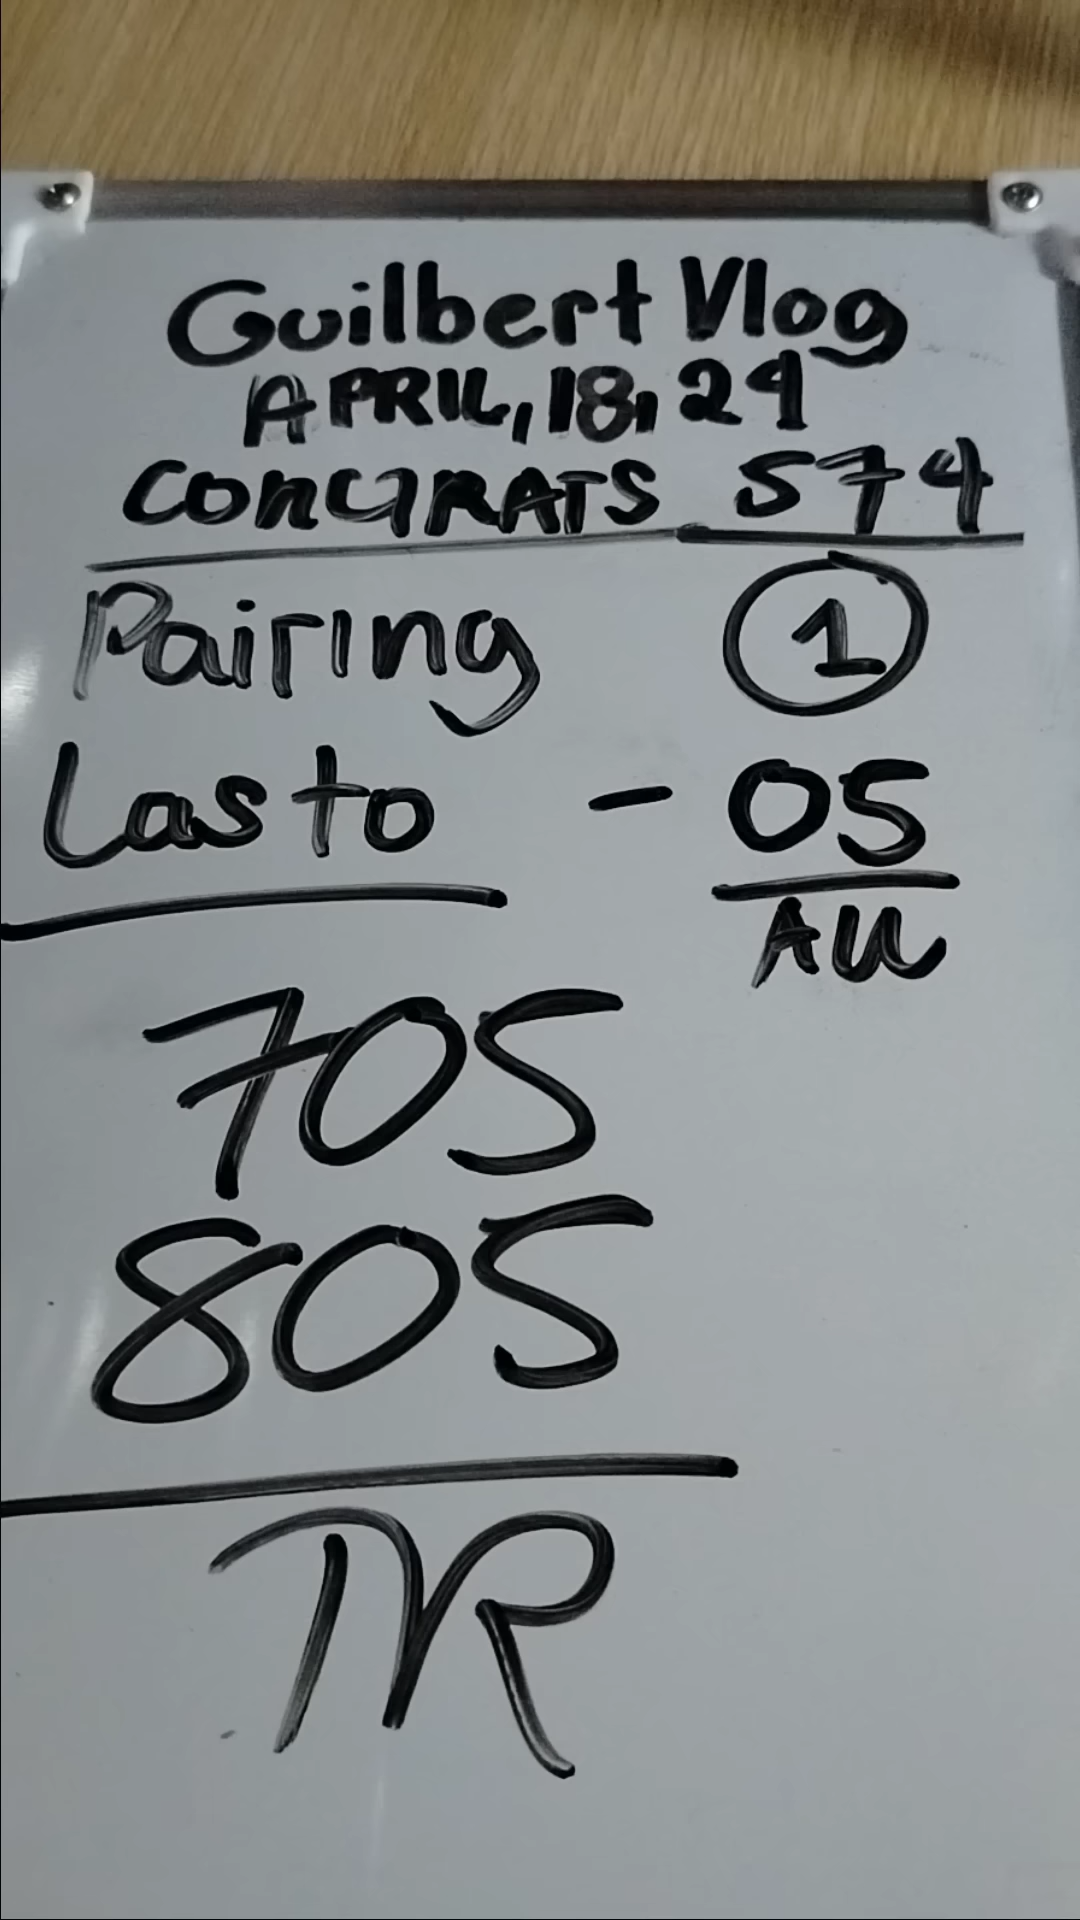 Guilbert Vlog
APRIL, 18, 24
CONGRATS 574
Pairing 1
Lasto - 05
ALL
705
805
TR